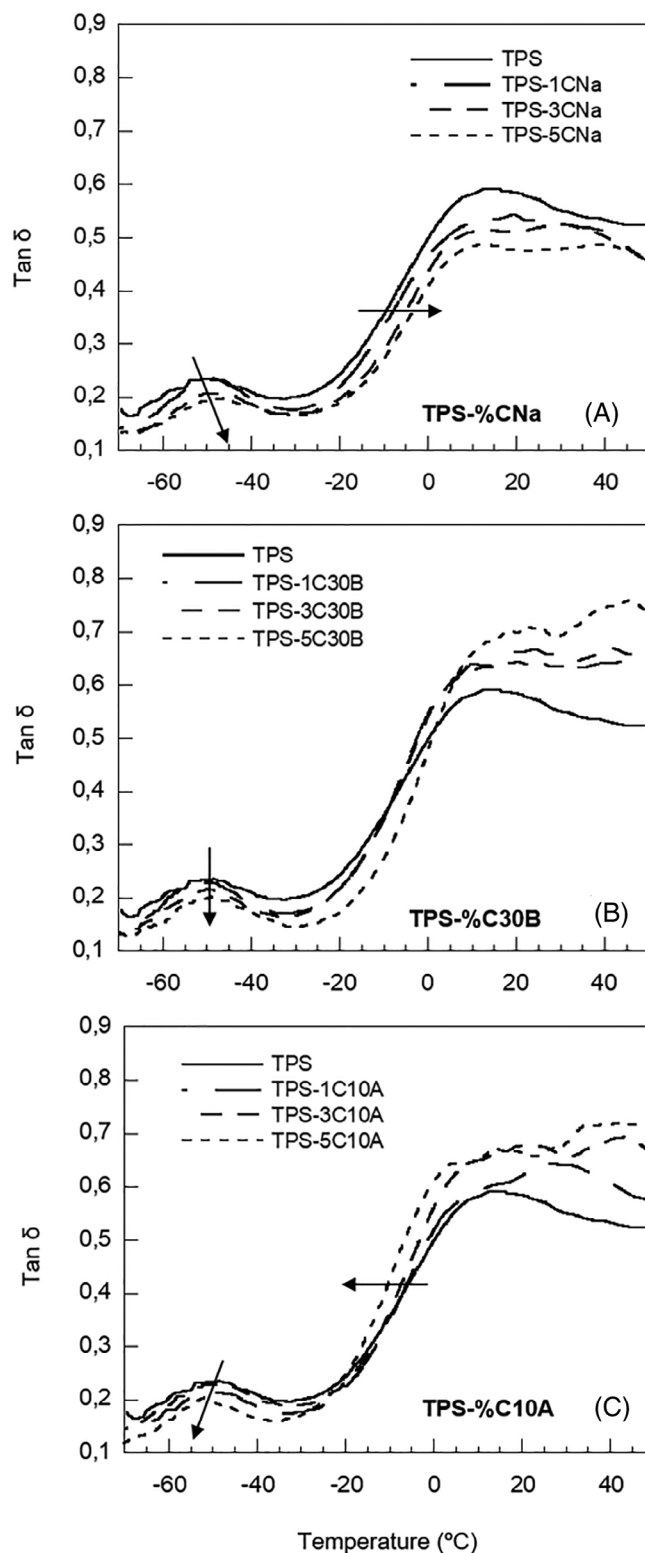 0,9
0,8
0,7
0,6
0,5
0,4
0,3
0,2
0,1
Tan δ
TPS
TPS-1CNa
TPS-3CNa
TPS-5CNa
TPS-%CNa
(A)
-60 -40 -20 0 20 40
0,9
0,8
0,7
0,6
0,5
0,4
0,3
0,2
0,1
Tan δ
TPS
TPS-1C30B
TPS-3C30B
TPS-5C30B
TPS-%C30B
(B)
-60 -40 -20 0 20 40
0,9
0,8
0,7
0,6
0,5
0,4
0,3
0,2
0,1
Tan δ
TPS
TPS-1C10A
TPS-3C10A
TPS-5C10A
TPS-%C10A
(C)
-60 -40 -20 0 20 40
Temperature (ºC)